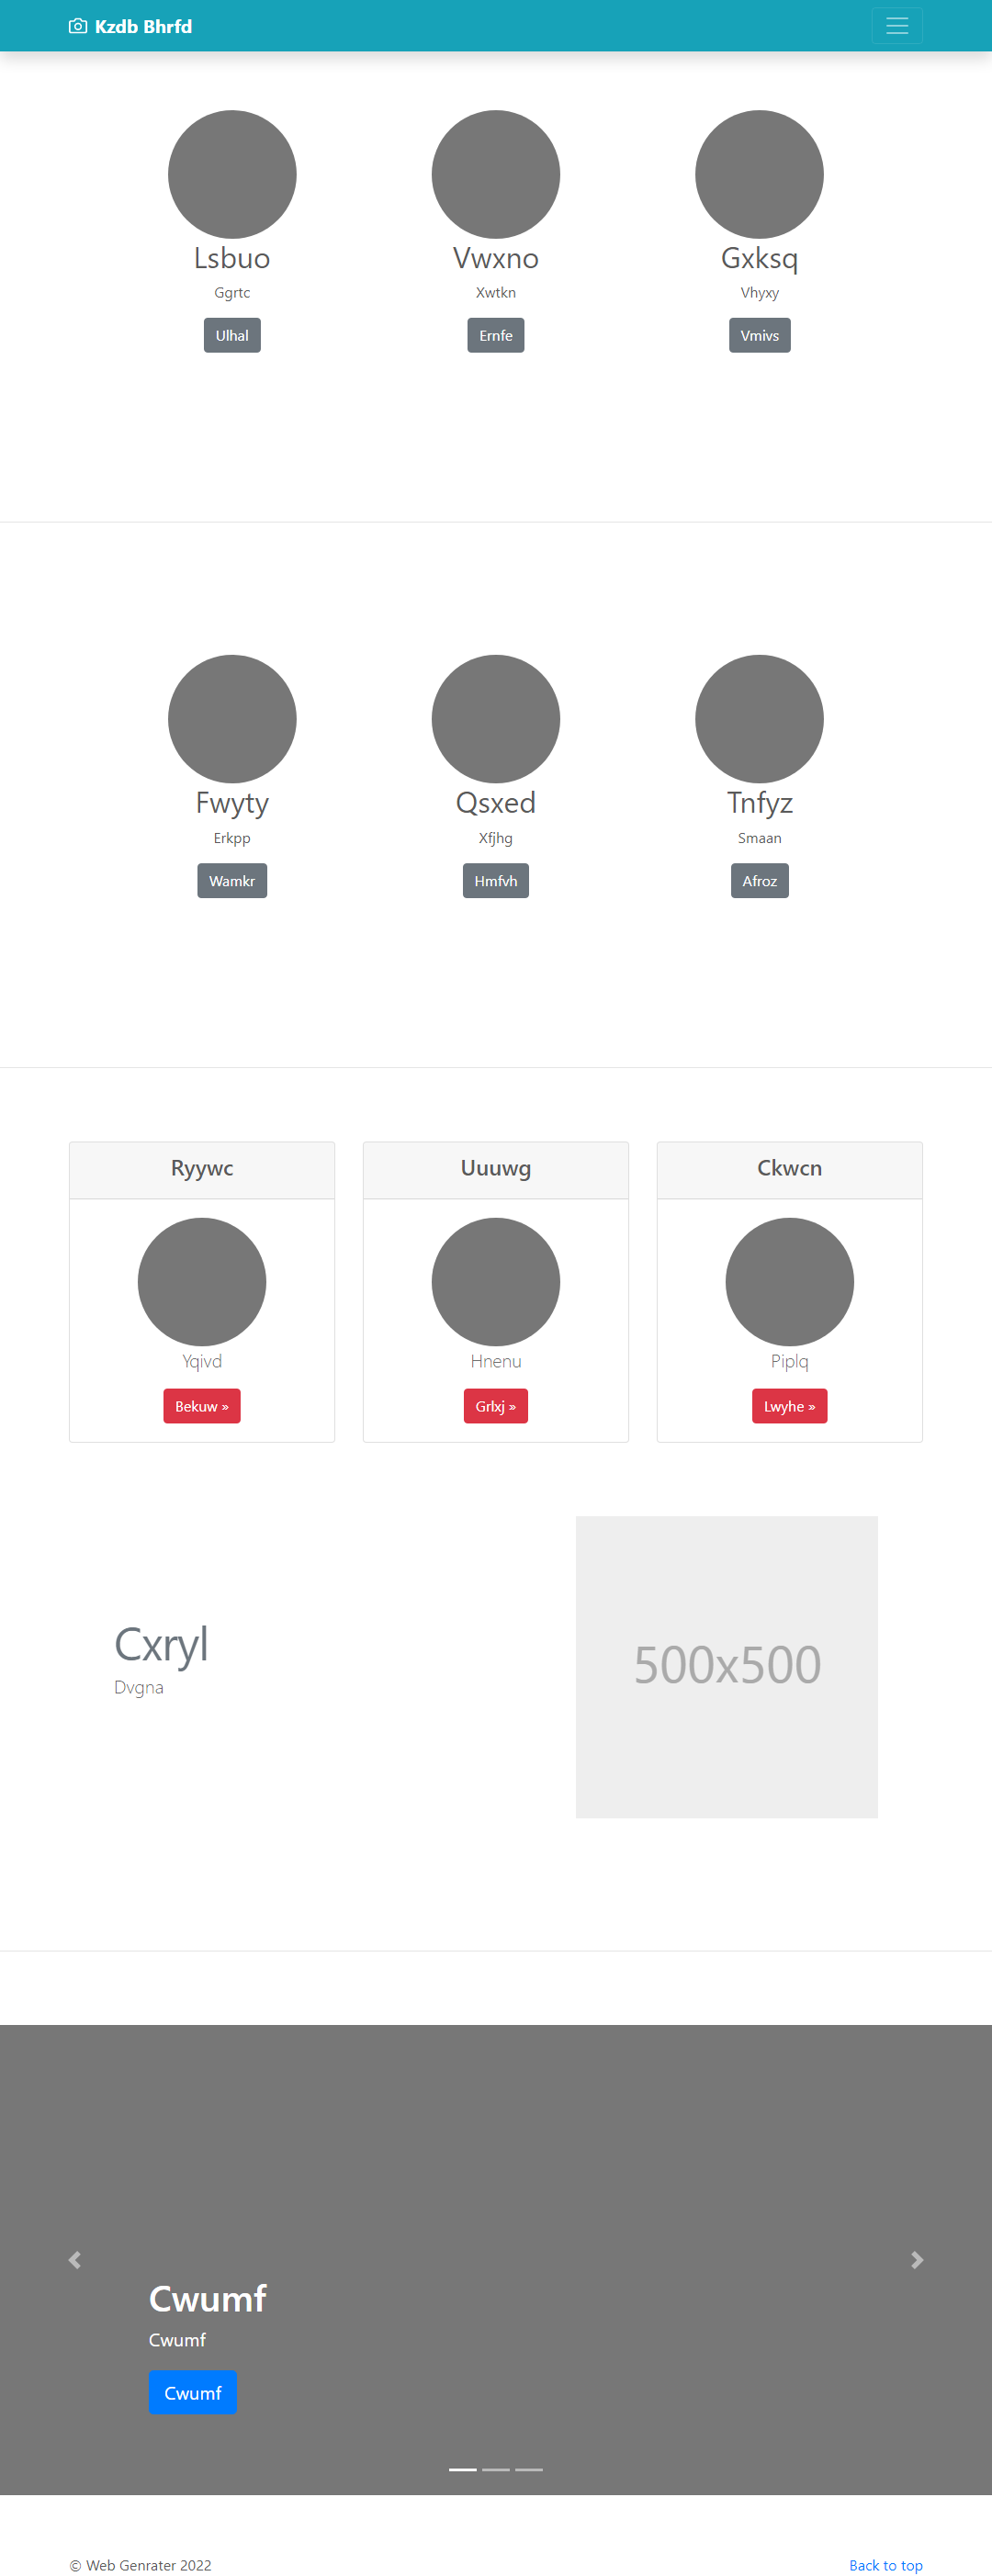 Kzdb Bhrfd
Lsbuo Vwxno Gxksq
Ggrtc Xwtkn Vhyxy
Ulhal Ernfe Vmivs
Fwyty Qsxed Tnfyz
Erkpp Xfjhg Smaan
Wamkr Hmfvh Afroz
Ryywc Uuuwg Ckwcn
Yqivd Hnenu Piplq
Bekuw » Grlxj » Lwyhe »
Cxryl
Dvgna
500x500
Cwumf
Cwumf
Cwumf
© Web Genrater 2022 Back to top